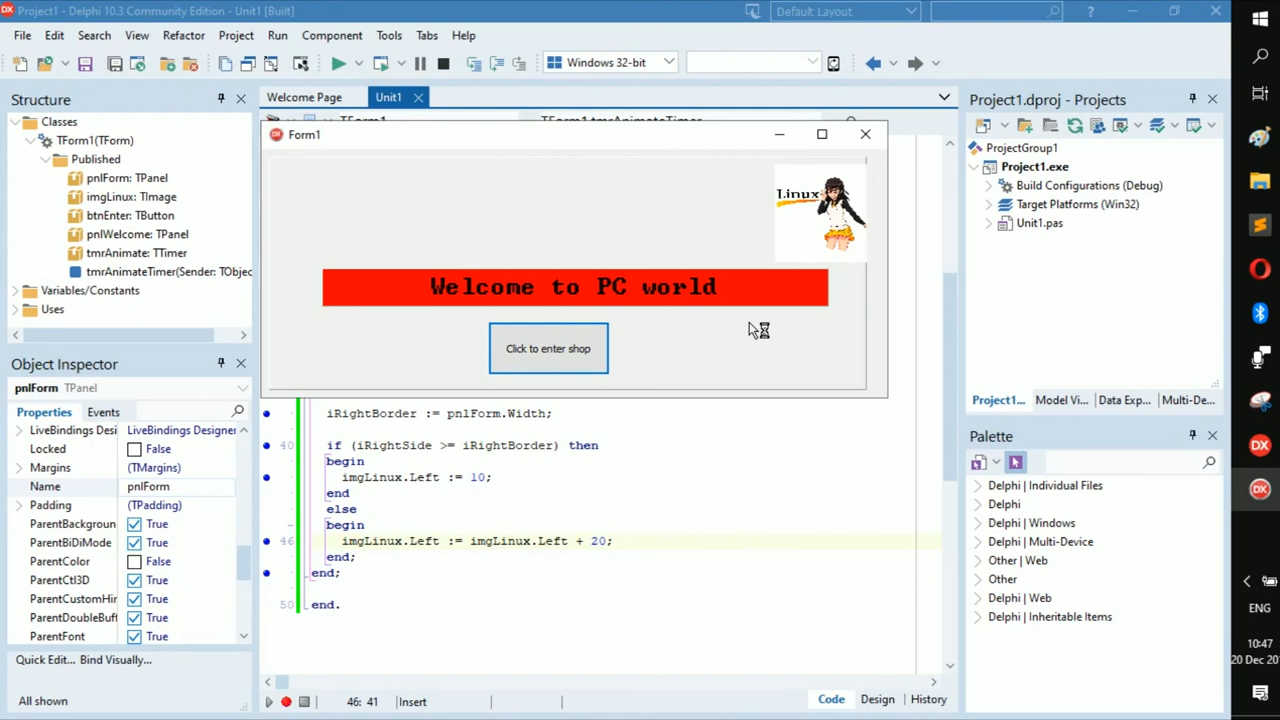 Project1 - Delphi 10.3 Community Edition - Unit1 [Built]
Default Layout
?
File Edit Search View Refactor Project Run Component Tools Tabs Help
Windows 32-bit
Structure
Classes
TForm1(TForm)
Published
pnlForm: TPanel
imgLinux: TImage
btnEnter: TButton
pnlWelcome: TPanel
tmrAnimate: TTimer
tmrAnimateTimer(Sender: TObjec
Variables/Constants
Uses
Object Inspector
pnlForm TPanel
Properties Events
LiveBindings Desi LiveBindings Designer
Locked False
Margins (TMargins)
Name pnlForm
Padding (TPadding)
ParentBackgroun True
ParentBiDiMode True
ParentColor False
ParentCtl3D True
ParentCustomHin True
ParentDoubleBuff True
ParentFont True
Quick Edit... Bind Visually...
All shown
Welcome Page Unit1
Form1
Linux
Welcome to PC world
Click to enter shop
iRightBorder := pnlForm.Width;
40 if (iRightSide >= iRightBorder) then
begin
imgLinux.Left := 10;
end
else
begin
46 imgLinux.Left := imgLinux.Left + 20;
end;
end;
50 end.
46: 41 Insert
Code Design History
Project1.dproj - Projects
ProjectGroup1
Project1.exe
Build Configurations (Debug)
Target Platforms (Win32)
Unit1.pas
Project1... Model Vi... Data Exp... Multi-De...
Palette
Delphi | Individual Files
Delphi
Delphi | Windows
Delphi | Multi-Device
Other | Web
Other
Delphi | Web
Delphi | Inheritable Items
DX
DX
ENG
10:47
20 Dec 20